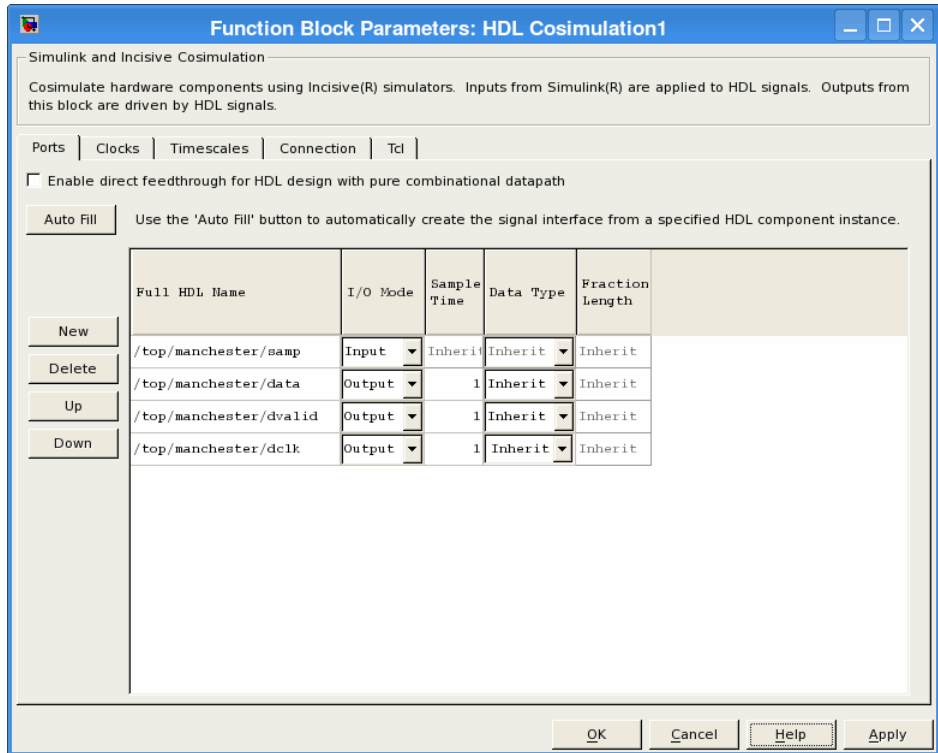 Function Block Parameters: HDL Cosimulation1
Simulink and Incisive Cosimulation
Cosimulate hardware components using Incisive(R) simulators. Inputs from Simulink(R) are applied to HDL signals. Outputs from
this block are driven by HDL signals.
Ports Clocks Timescales Connection Tcl
Enable direct feedthrough for HDL design with pure combinational datapath
Auto Fill Use the 'Auto Fill' button to automatically create the signal interface from a specified HDL component instance.
Full HDL Name I/O Mode Sample Time Data Type Fraction Length
New
Delete
Up
Down
/top/manchester/samp Input Inherit Inherit Inherit
/top/manchester/data Output 1 Inherit Inherit
/top/manchester/dvalid Output 1 Inherit Inherit
/top/manchester/dclk Output 1 Inherit Inherit
OK Cancel Help Apply